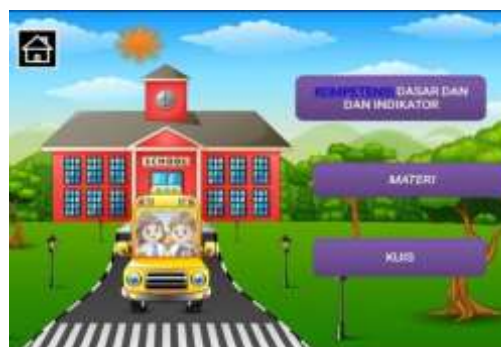 KOMPETENSI DASAR DAN
DAN INDIKATOR
SCHOOL
MATERI
KUIS